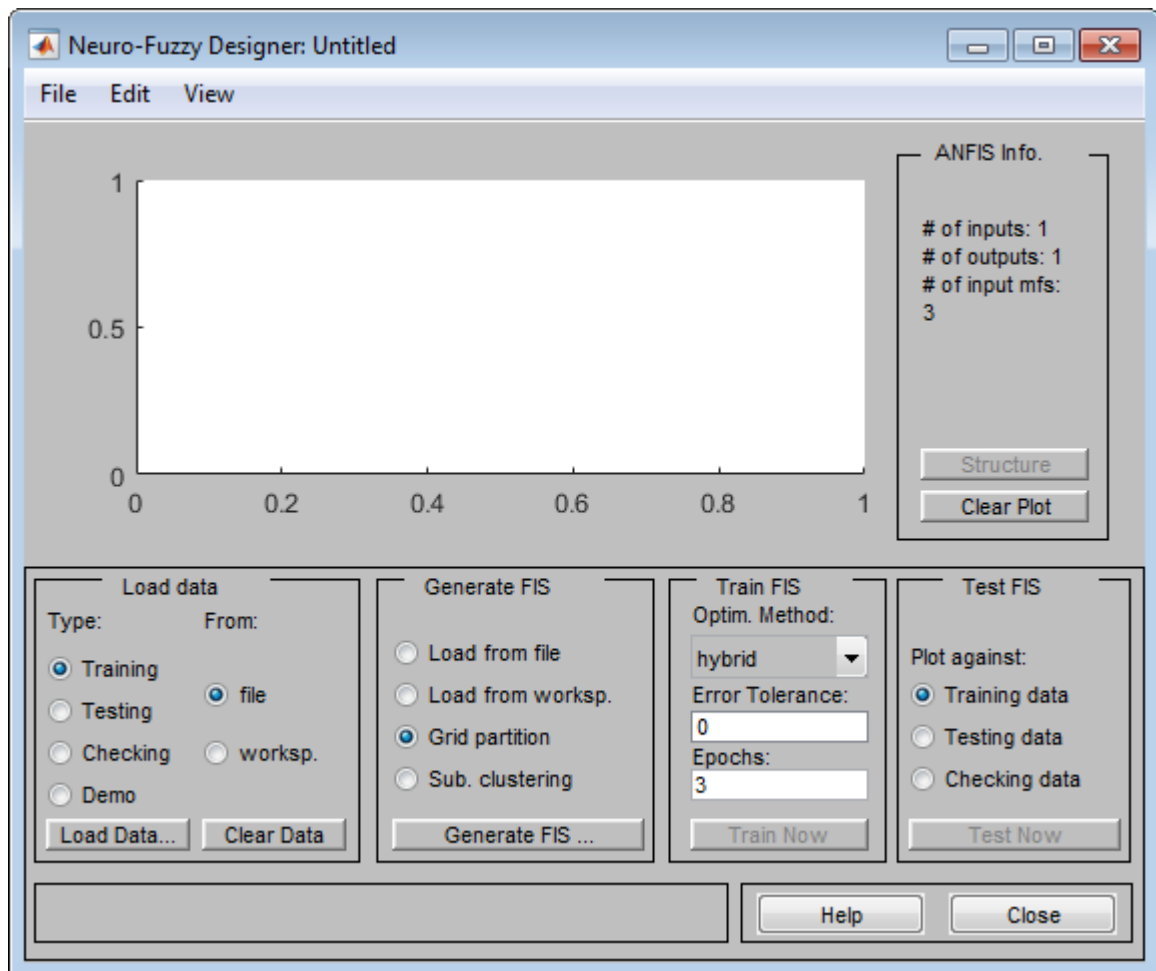 Neuro-Fuzzy Designer: Untitled
File Edit View
1
0.5
0
0 0.2 0.4 0.6 0.8 1
ANFIS Info.
# of inputs: 1
# of outputs: 1
# of input mfs:
3
Structure
Clear Plot
Load data
Type: From:
Training
file
Testing
Checking
worksp.
Demo
Load Data... Clear Data
Generate FIS
Load from file
Load from worksp.
Grid partition
Sub. clustering
Generate FIS ...
Train FIS
Optim. Method:
hybrid
Error Tolerance:
0
Epochs:
3
Train Now
Test FIS
Plot against:
Training data
Testing data
Checking data
Test Now
Help Close